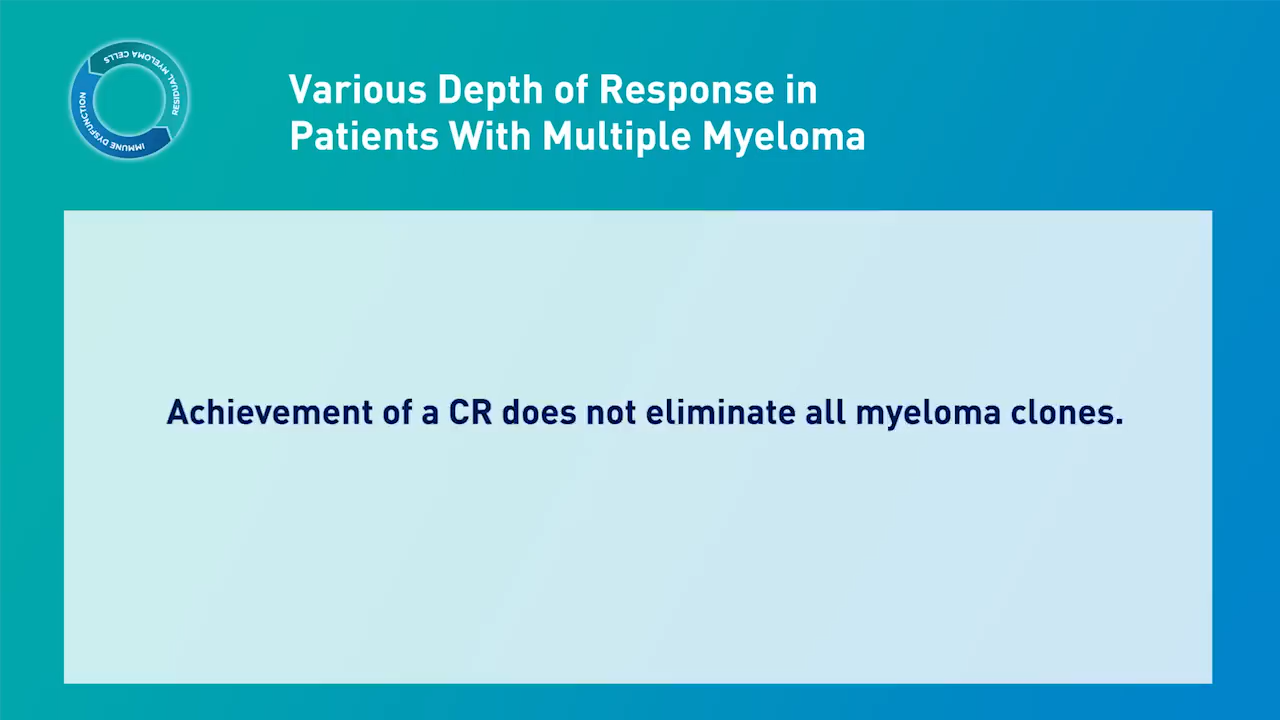 RESIDUAL MYELOMA CELLS
IMMUNE DYSFUNCTION
Various Depth of Response in
Patients With Multiple Myeloma
Achievement of a CR does not eliminate all myeloma clones.